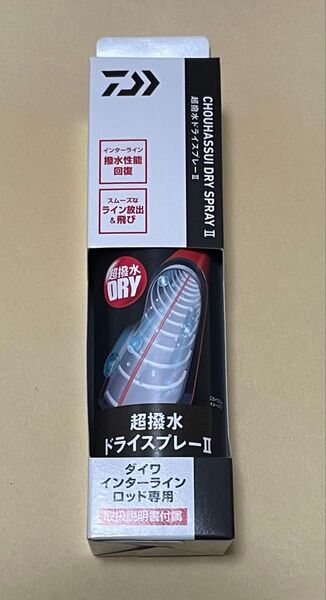 CHOUHASSUI DRY SPRAY II
超撥水ドライスプレーII
インターライン
撥水性能
回復
スムーズな
ライン放出
&飛び
超撥水
DRY
超撥水
ドライスプレーII
ダイワ
インターライン
ロッド専用
取扱説明書付属